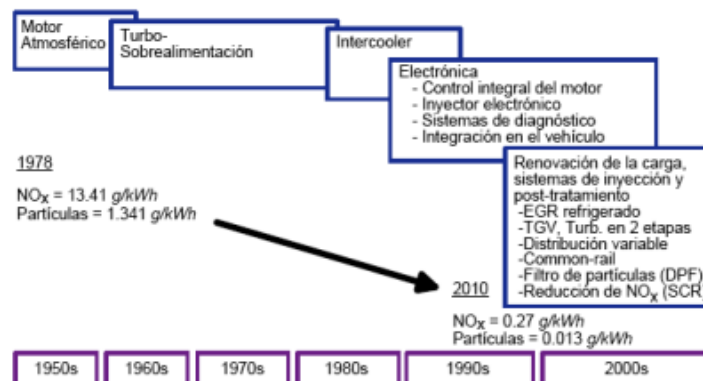 Motor
Atmosférico
Turbo-
Sobrealimentación
Intercooler
Electrónica
- Control integral del motor
- Inyector electrónico
- Sistemas de diagnóstico
- Integración en el vehículo
Renovación de la carga,
sistemas de inyección y
post-tratamiento
-EGR refrigerado
-TGV, Turb. en 2 etapas
-Distribución variable
-Common-rail
-Filtro de partículas (DPF)
-Reducción de NOx (SCR)
1978
NOx = 13.41 g/kWh
Partículas = 1.341 g/kWh
2010
NOx = 0.27 g/kWh
Partículas = 0.013 g/kWh
1950s 1960s 1970s 1980s 1990s 2000s